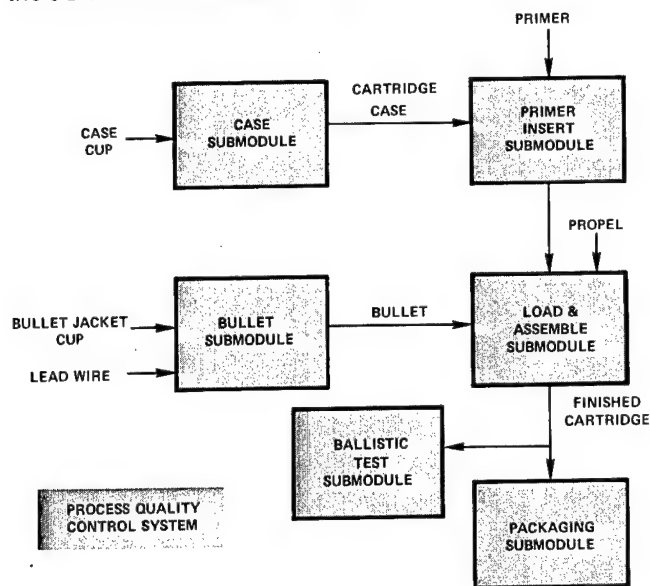 PRIMER
CARTRIDGE
CASE
CASE
CUP
CASE
SUBMODULE
PRIMER
INSERT
SUBMODULE
PROPEL
BULLET JACKET
CUP
LEAD WIRE
BULLET
SUBMODULE
BULLET
LOAD &
ASSEMBLE
SUBMODULE
FINISHED
CARTRIDGE
BALLISTIC
TEST
SUBMODULE
PROCESS QUALITY
CONTROL SYSTEM
PACKAGING
SUBMODULE